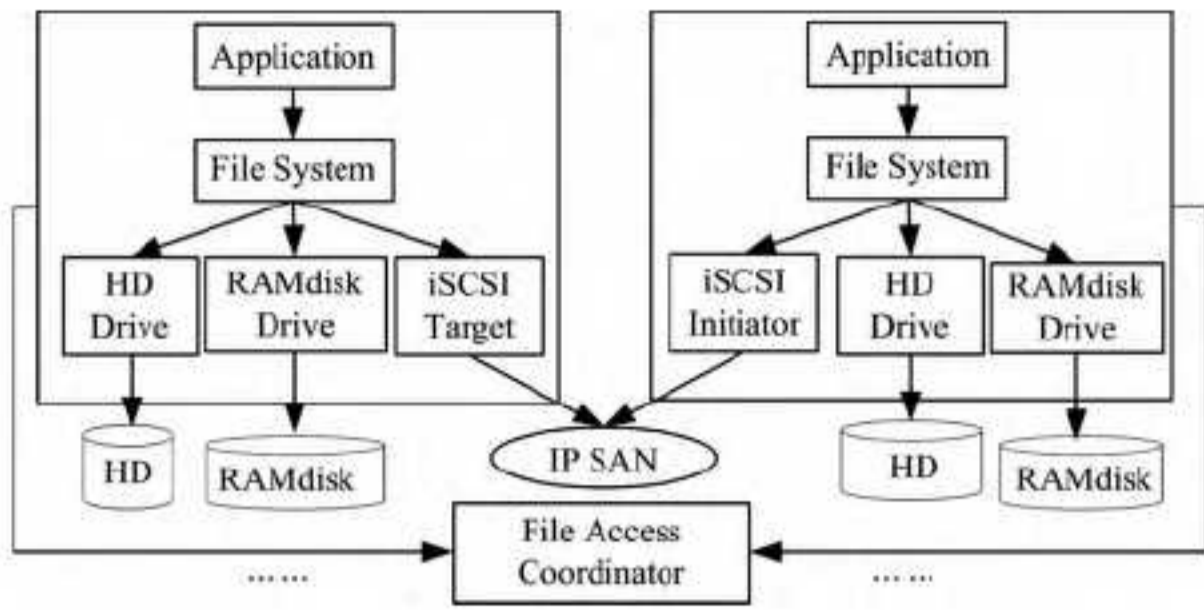 Application
File System
HD
Drive
RAMdisk
Drive
iSCSI
Target
HD
RAMdisk
Application
File System
iSCSI
Initiator
HD
Drive
RAMdisk
Drive
HD
RAMdisk
IP SAN
File Access
Coordinator
... ...
... ...